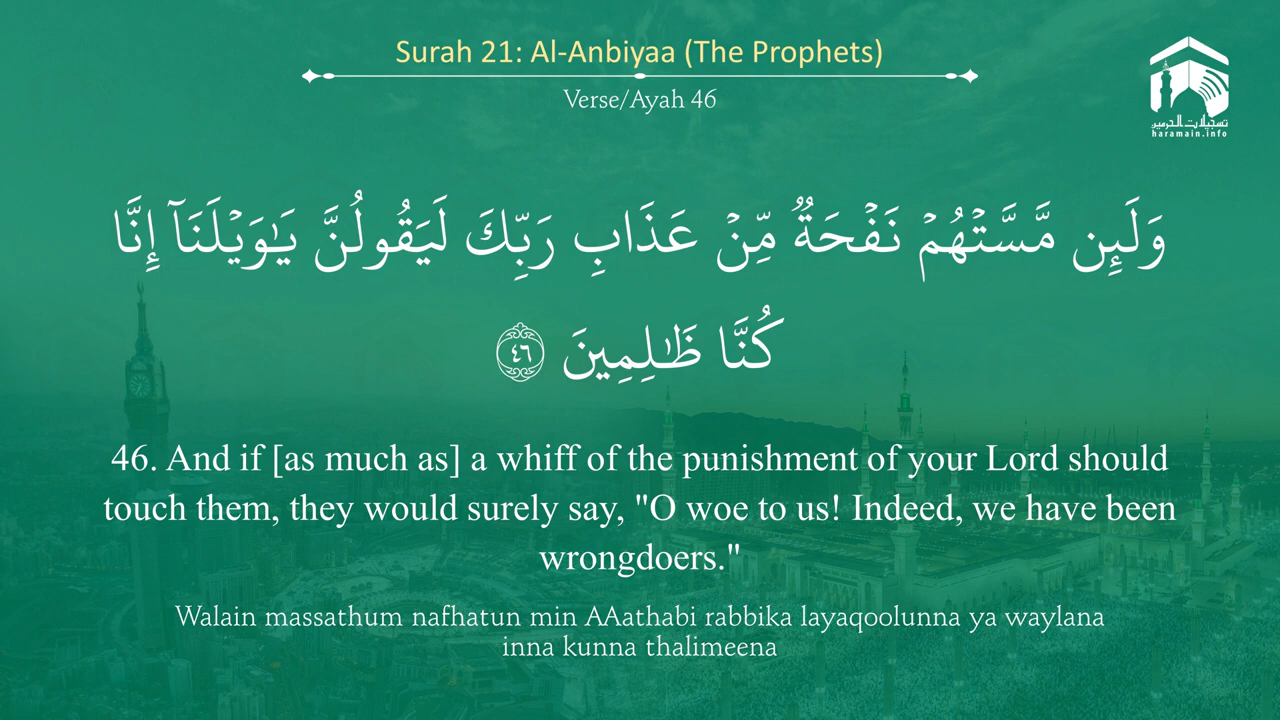 Surah 21: Al-Anbiyaa (The Prophets)
Verse/Ayah 46
تسجيلات الحرمين
haramain.info
وَلَئِن مَّسَّتۡهُمۡ نَفۡحَةٞ مِّنۡ عَذَابِ رَبِّكَ لَيَقُولُنَّ يَٰوَيۡلَنَآ إِنَّا
كُنَّا ظَٰلِمِينَ ٤٦
46. And if [as much as] a whiff of the punishment of your Lord should
touch them, they would surely say, "O woe to us! Indeed, we have been
wrongdoers."
Walain massathum nafhatun min AAathabi rabbika layaqoolunna ya waylana
inna kunna thalimeena